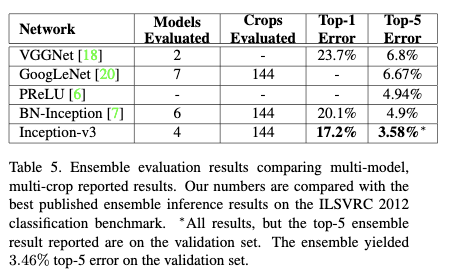 Network Models Evaluated Crops Evaluated Top-1 Error Top-5 Error
VGGNet [18] 2 - 23.7% 6.8%
GoogLeNet [20] 7 144 - 6.67%
PReLU [6] - - - 4.94%
BN-Inception [7] 6 144 20.1% 4.9%
Inception-v3 4 144 17.2% 3.58%*
Table 5. Ensemble evaluation results comparing multi-model,
multi-crop reported results. Our numbers are compared with the
best published ensemble inference results on the ILSVRC 2012
classification benchmark. *All results, but the top-5 ensemble
result reported are on the validation set. The ensemble yielded
3.46% top-5 error on the validation set.